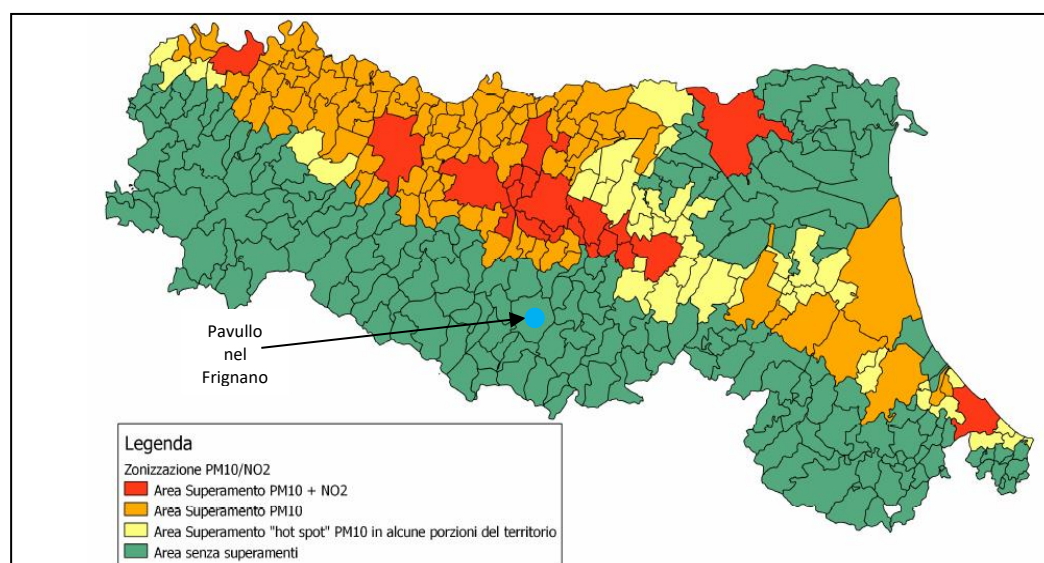 Pavullo
nel
Frignano
Legenda
Zonizzazione PM10/NO2
Area Superamento PM10 + NO2
Area Superamento PM10
Area Superamento "hot spot" PM10 in alcune porzioni del territorio
Area senza superamenti